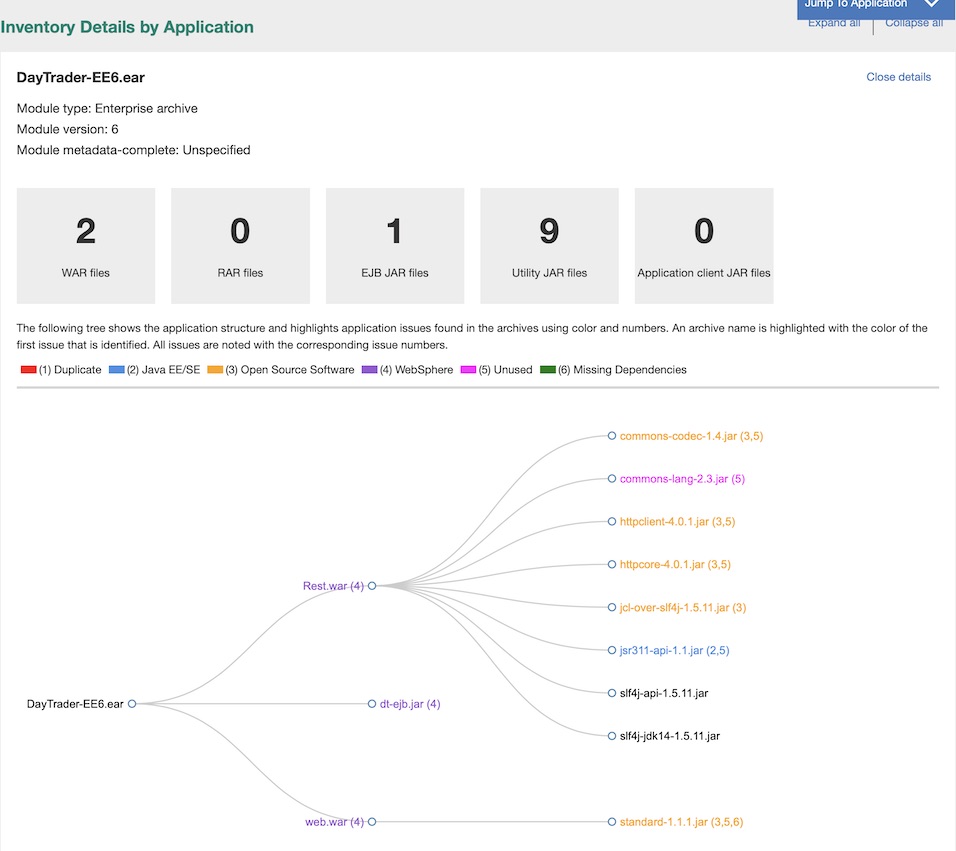 Jump To Application
Inventory Details by Application
Expand all
Collapse all
DayTrader-EE6.ear
Close details
Module type: Enterprise archive
Module version: 6
Module metadata-complete: Unspecified
2
WAR files
0
RAR files
1
EJB JAR files
9
Utility JAR files
0
Application client JAR files
The following tree shows the application structure and highlights application issues found in the archives using color and numbers. An archive name is highlighted with the color of the
first issue that is identified. All issues are noted with the corresponding issue numbers.
(1) Duplicate (2) Java EE/SE (3) Open Source Software (4) WebSphere (5) Unused (6) Missing Dependencies
commons-codec-1.4.jar (3,5)
commons-lang-2.3.jar (5)
httpclient-4.0.1.jar (3,5)
httpcore-4.0.1.jar (3,5)
Rest.war (4)
jcl-over-slf4j-1.5.11.jar (3)
jsr311-api-1.1.jar (2,5)
slf4j-api-1.5.11.jar
DayTrader-EE6.ear
dt-ejb.jar (4)
slf4j-jdk14-1.5.11.jar
web.war (4)
standard-1.1.1.jar (3,5,6)